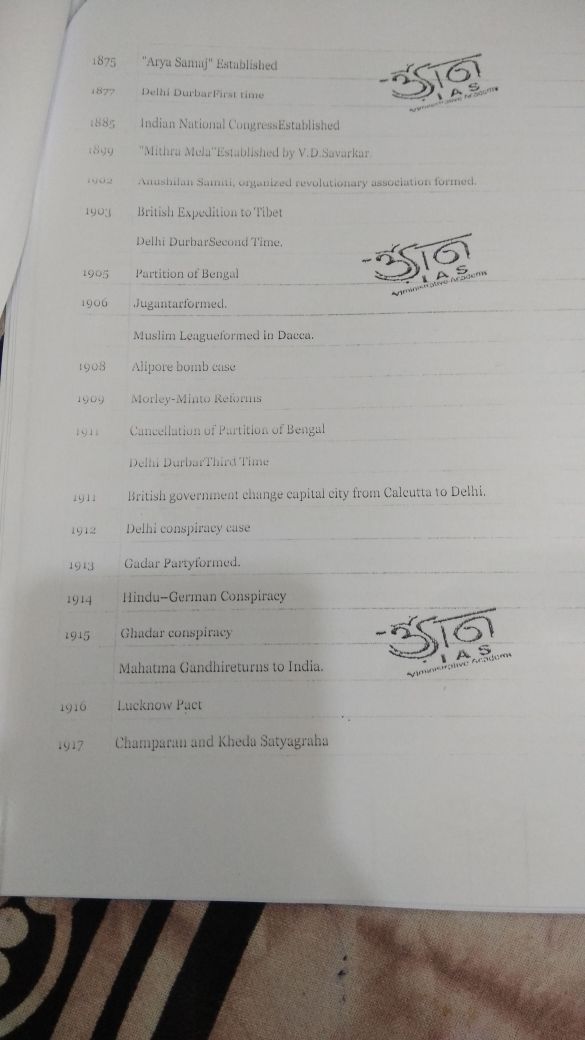 1875 "Arya Samaj" Established
1877 Delhi DurbarFirst time
1885 Indian National CongressEstablished
1899 "Mithra Mela"Established by V.D.Savarkar.
1902 Anushilan Samiti, organized revolutionary association formed.
1903 British Expedition to Tibet
Delhi DurbarSecond Time.
1905 Partition of Bengal
1906 Jugantarformed.
Muslim Leagueformed in Dacca.
1908 Alipore bomb case
1909 Morley-Minto Reforms
1911 Cancellation of Partition of Bengal
Delhi DurbarThird Time
1911 British government change capital city from Calcutta to Delhi.
1912 Delhi conspiracy case
1913 Gadar Partyformed.
1914 Hindu–German Conspiracy
1915 Ghadar conspiracy
Mahatma Gandhireturns to India.
1916 Lucknow Pact
1917 Champaran and Kheda Satyagraha
IAS
Administrative Academy
IAS
Administrative Academy
IAS
Administrative Academy